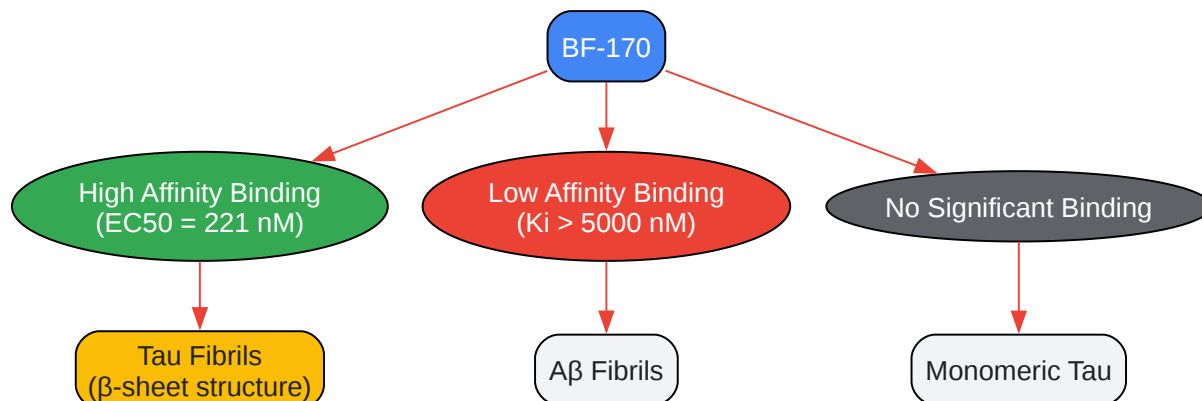 BF-170
High Affinity Binding
(EC50 = 221 nM)
Low Affinity Binding
(Ki > 5000 nM)
No Significant Binding
Tau Fibrils
(β-sheet structure)
Aβ Fibrils
Monomeric Tau